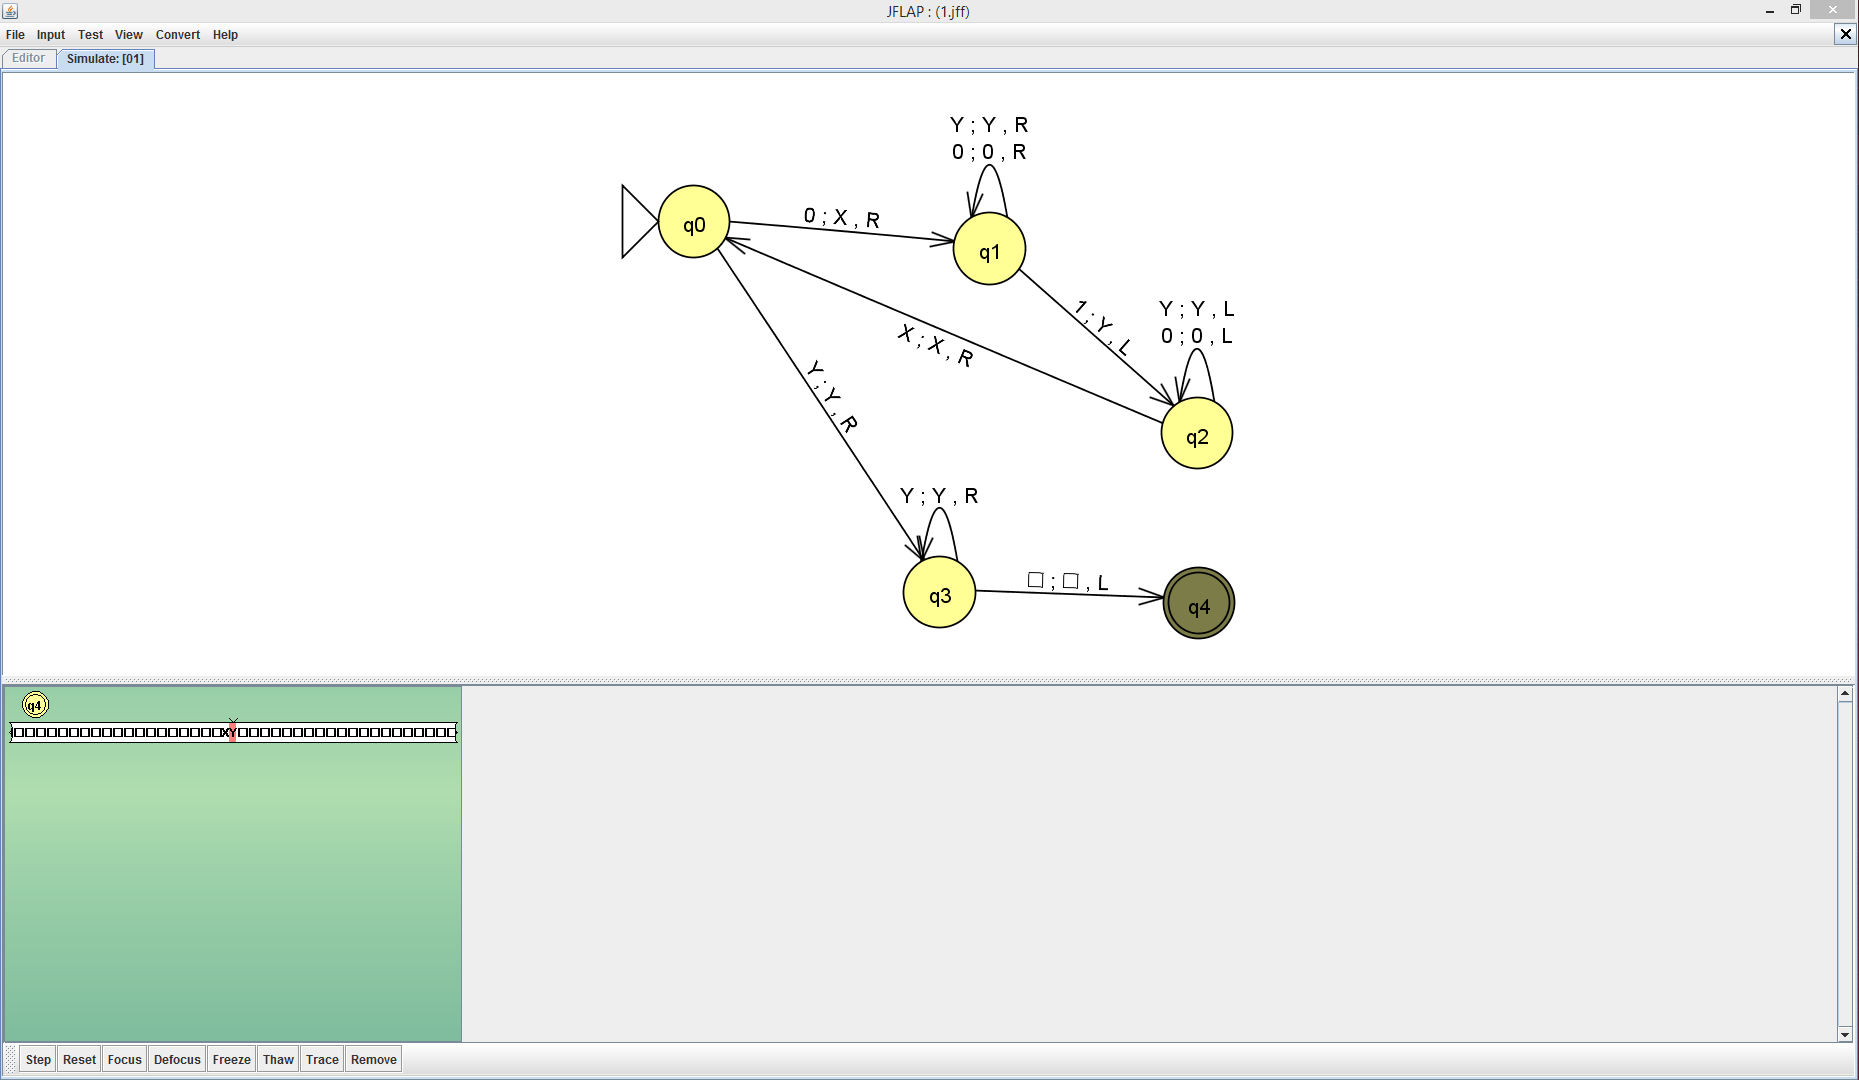 JFLAP : (1.jff)
File Input Test View Convert Help
Editor Simulate: [01]
Y ; Y , R
0 ; 0 , R
q0
0 ; X , R
q1
1 ; Y , L
Y ; Y , L
0 ; 0 , L
X ; X , R
q2
Y ; Y , R
Y ; Y , R
q3
□ ; □ , L
q4
q4
XY
Step Reset Focus Defocus Freeze Thaw Trace Remove